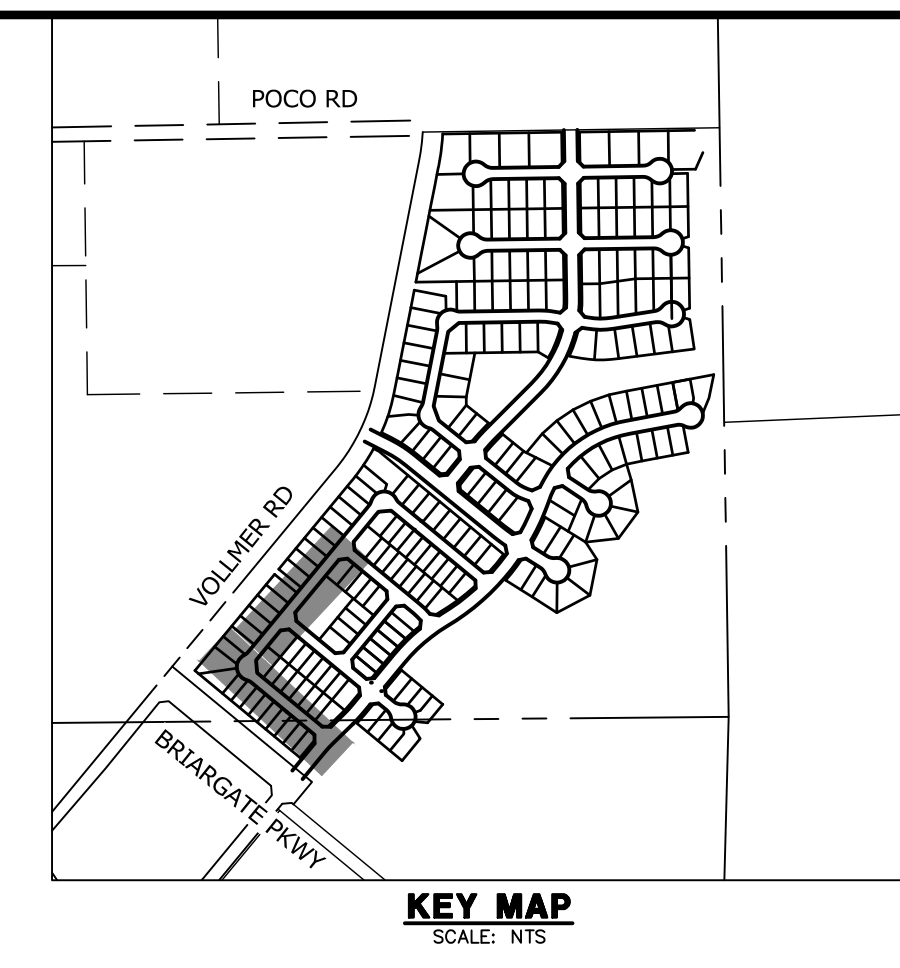 POCO RD
VOLLMER RD
BRIARGATE PKWY
KEY MAP
SCALE: NTS